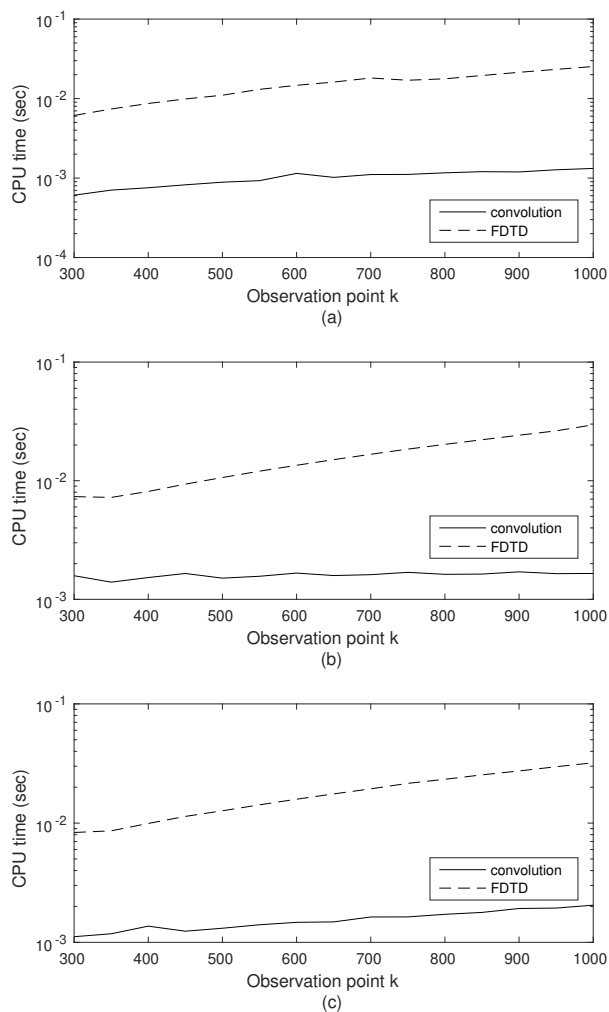 10-1
10-2
10-3
10-4
CPU time (sec)
convolution
FDTD
300 400 500 600 700 800 900 1000
Observation point k
(a)
10-1
10-2
10-3
CPU time (sec)
convolution
FDTD
300 400 500 600 700 800 900 1000
Observation point k
(b)
10-1
10-2
10-3
CPU time (sec)
convolution
FDTD
300 400 500 600 700 800 900 1000
Observation point k
(c)